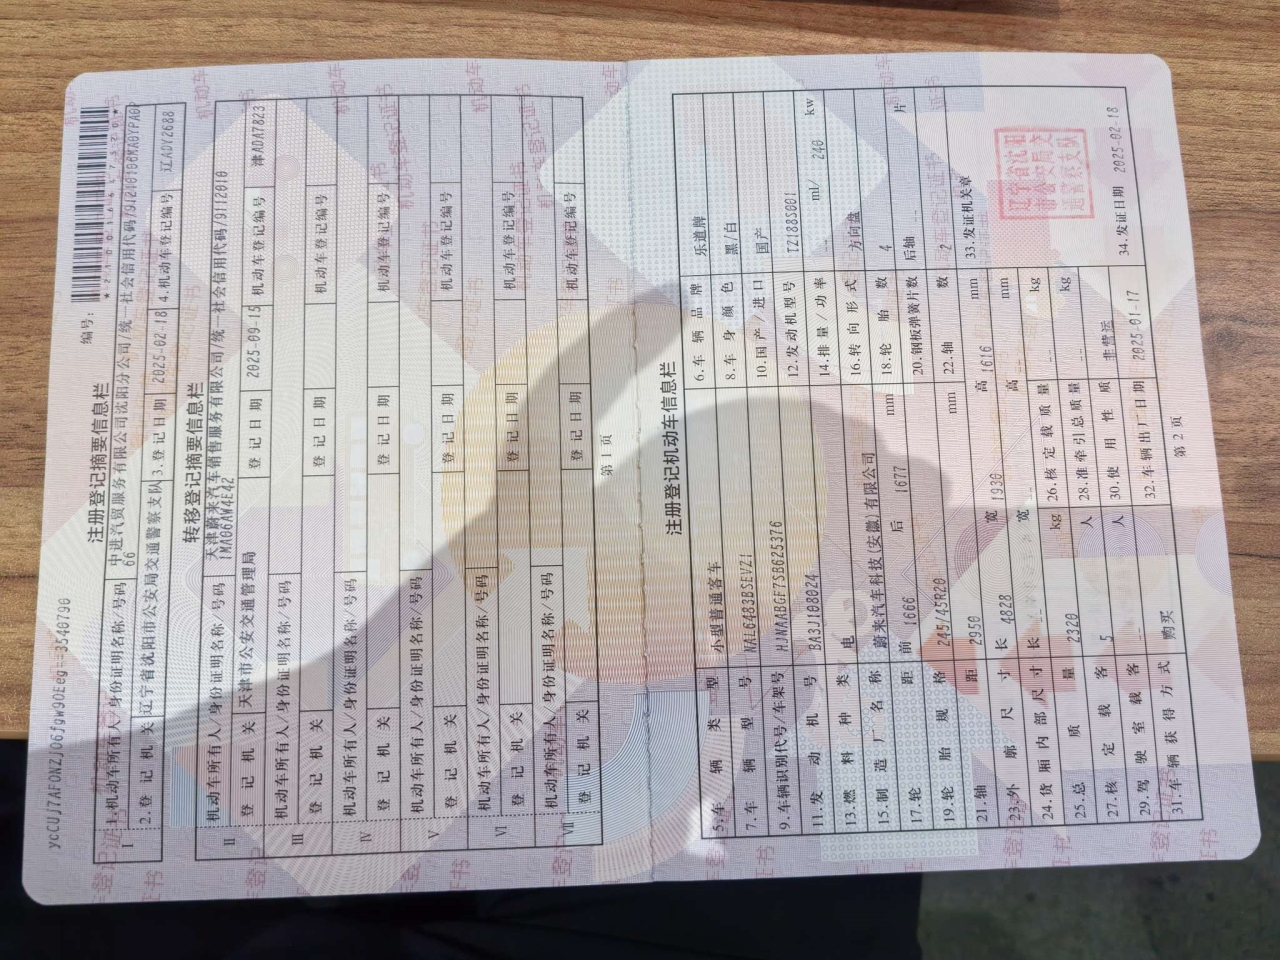 ycCUJ7AF0NZJO6fgw90Eeg==3540790
编号:
注册登记摘要信息栏
Ⅰ 1.机动车所有人/身份证明名称/号码 中进汽贸服务有限公司沈阳分公司/统一社会信用代码/91210106MA0YPA0P
66
2.登记机关 辽宁省沈阳市公安局交通警察支队 3.登记日期 2025-02-18 4.机动车登记编号 辽ADY2688
转移登记摘要信息栏
Ⅱ 机动车所有人/身份证明名称/号码 天津蔚来汽车销售服务有限公司/统一社会信用代码/91120110
1MA06AW4E42
登记机关 天津市公安交通管理局 登记日期 2025-09-15 机动车登记编号 津ADA7823
Ⅲ 机动车所有人/身份证明名称/号码
登记机关 登记日期 机动车登记编号
Ⅳ 机动车所有人/身份证明名称/号码
登记机关 登记日期 机动车登记编号
Ⅴ 机动车所有人/身份证明名称/号码
登记机关 登记日期 机动车登记编号
Ⅵ 机动车所有人/身份证明名称/号码
登记机关 登记日期 机动车登记编号
Ⅶ 机动车所有人/身份证明名称/号码
登记机关 登记日期 机动车登记编号
第 1 页
注册登记机动车信息栏
5.车辆类型 小型普通客车 6.车辆品牌 乐道牌
7.车辆型号 NAL6483BSEVZ1 8.车身颜色 黑/白
9.车辆识别代号/车架号 HJNAABGF7SB625376 10.国产/进口 国产
11.发动机号 BA3J108024 12.发动机型号 TZ188S001
13.燃料种类 电 14.排量/功率 -- ml/ 240 kw
15.制造厂名称 蔚来汽车科技(安徽)有限公司 16.转向形式 方向盘
17.轮距 前 1666 后 1677 mm 18.轮胎数 4
19.轮胎规格 245/45R20 20.钢板弹簧片数 后轴 -- 片
21.轴距 2950 mm 22.轴数 2
23.外廓尺寸 长 4828 宽 1930 高 1616 mm 33.发证机关章
24.货厢内部尺寸 长 -- 宽 -- 高 -- mm
25.总质量 2320 kg 26.核定载质量 -- kg
27.核定载客 5 人 28.准牵引总质量 -- kg
29.驾驶室载客 -- 人 30.使用性质 非营运
31.车辆获得方式 购买 32.车辆出厂日期 2025-01-17 34.发证日期 2025-02-18
第 2 页